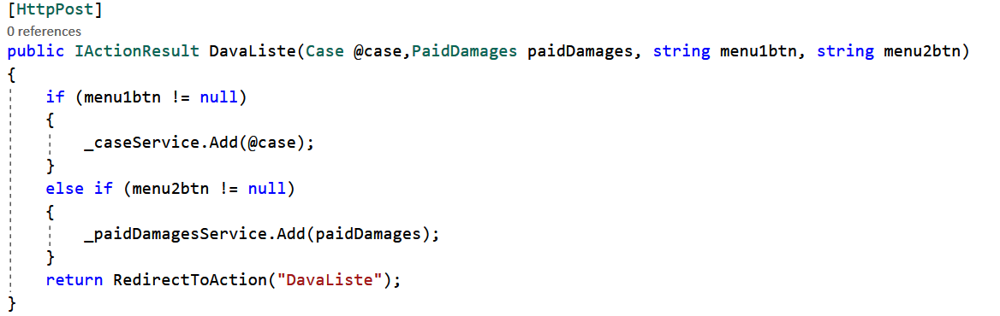 [HttpPost]
0 references
public IActionResult DavaListe(Case @case,PaidDamages paidDamages, string menu1btn, string menu2btn)
{
    if (menu1btn != null)
    {
        _caseService.Add(@case);
    }
    else if (menu2btn != null)
    {
        _paidDamagesService.Add(paidDamages);
    }
    return RedirectToAction("DavaListe");
}